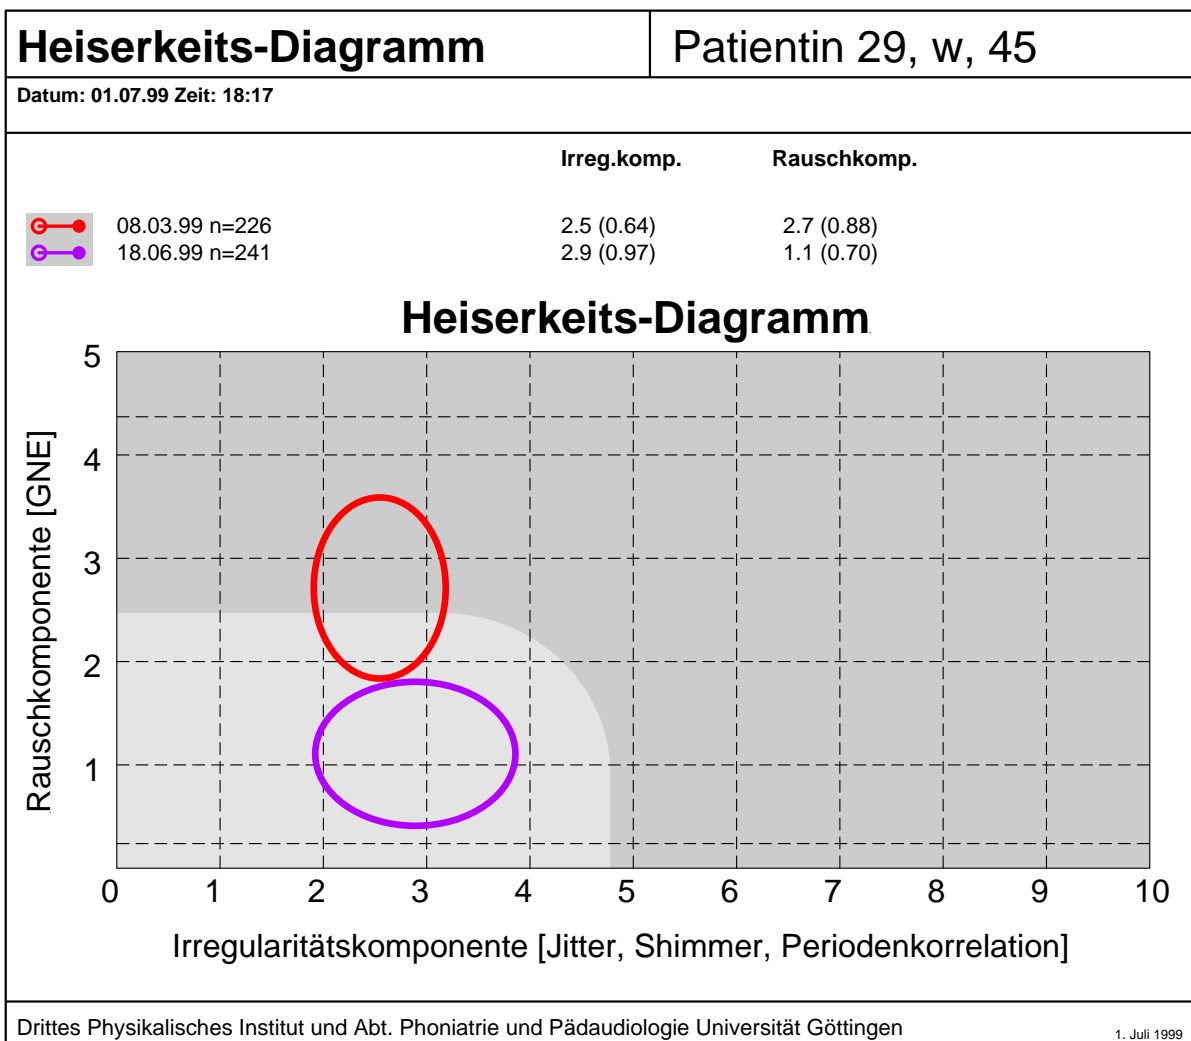 Heiserkeits-Diagramm
Patientin 29, w, 45
Datum: 01.07.99 Zeit: 18:17
Irreg.komp. Rauschkomp.
08.03.99 n=226 2.5 (0.64) 2.7 (0.88)
18.06.99 n=241 2.9 (0.97) 1.1 (0.70)
Heiserkeits-Diagramm
5
4
3
2
1
Rauschkomponente [GNE]
0 1 2 3 4 5 6 7 8 9 10
Irregularitätskomponente [Jitter, Shimmer, Periodenkorrelation]
Drittes Physikalisches Institut und Abt. Phoniatrie und Pädaudiologie Universität Göttingen
1. Juli 1999